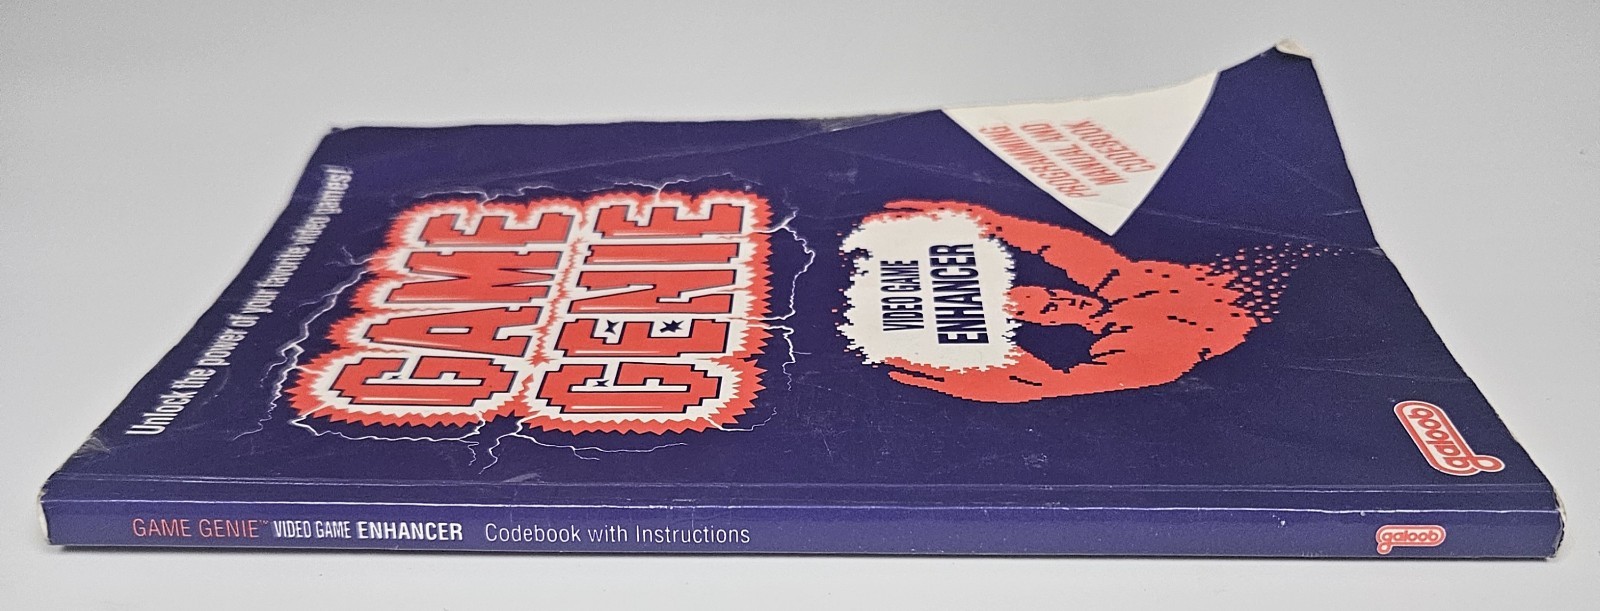 Unlock the power of your favorite video games!
GAME
GENIE
VIDEO GAME
ENHANCER
PROGRAMMING
MANUAL AND
CODEBOOK
galoob
GAME GENIE™ VIDEO GAME ENHANCER Codebook with Instructions
galoob